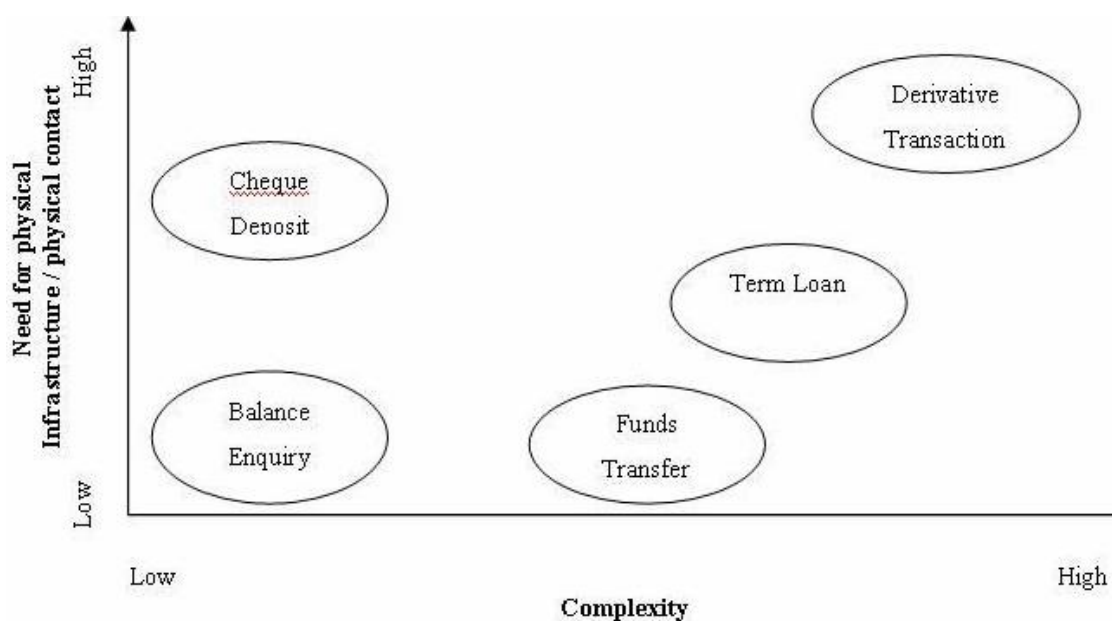 High
Need for physical
Infrastructure / physical contact
Low
Derivative
Transaction
Cheque
Deposit
Term Loan
Balance
Enquiry
Funds
Transfer
Low
High
Complexity